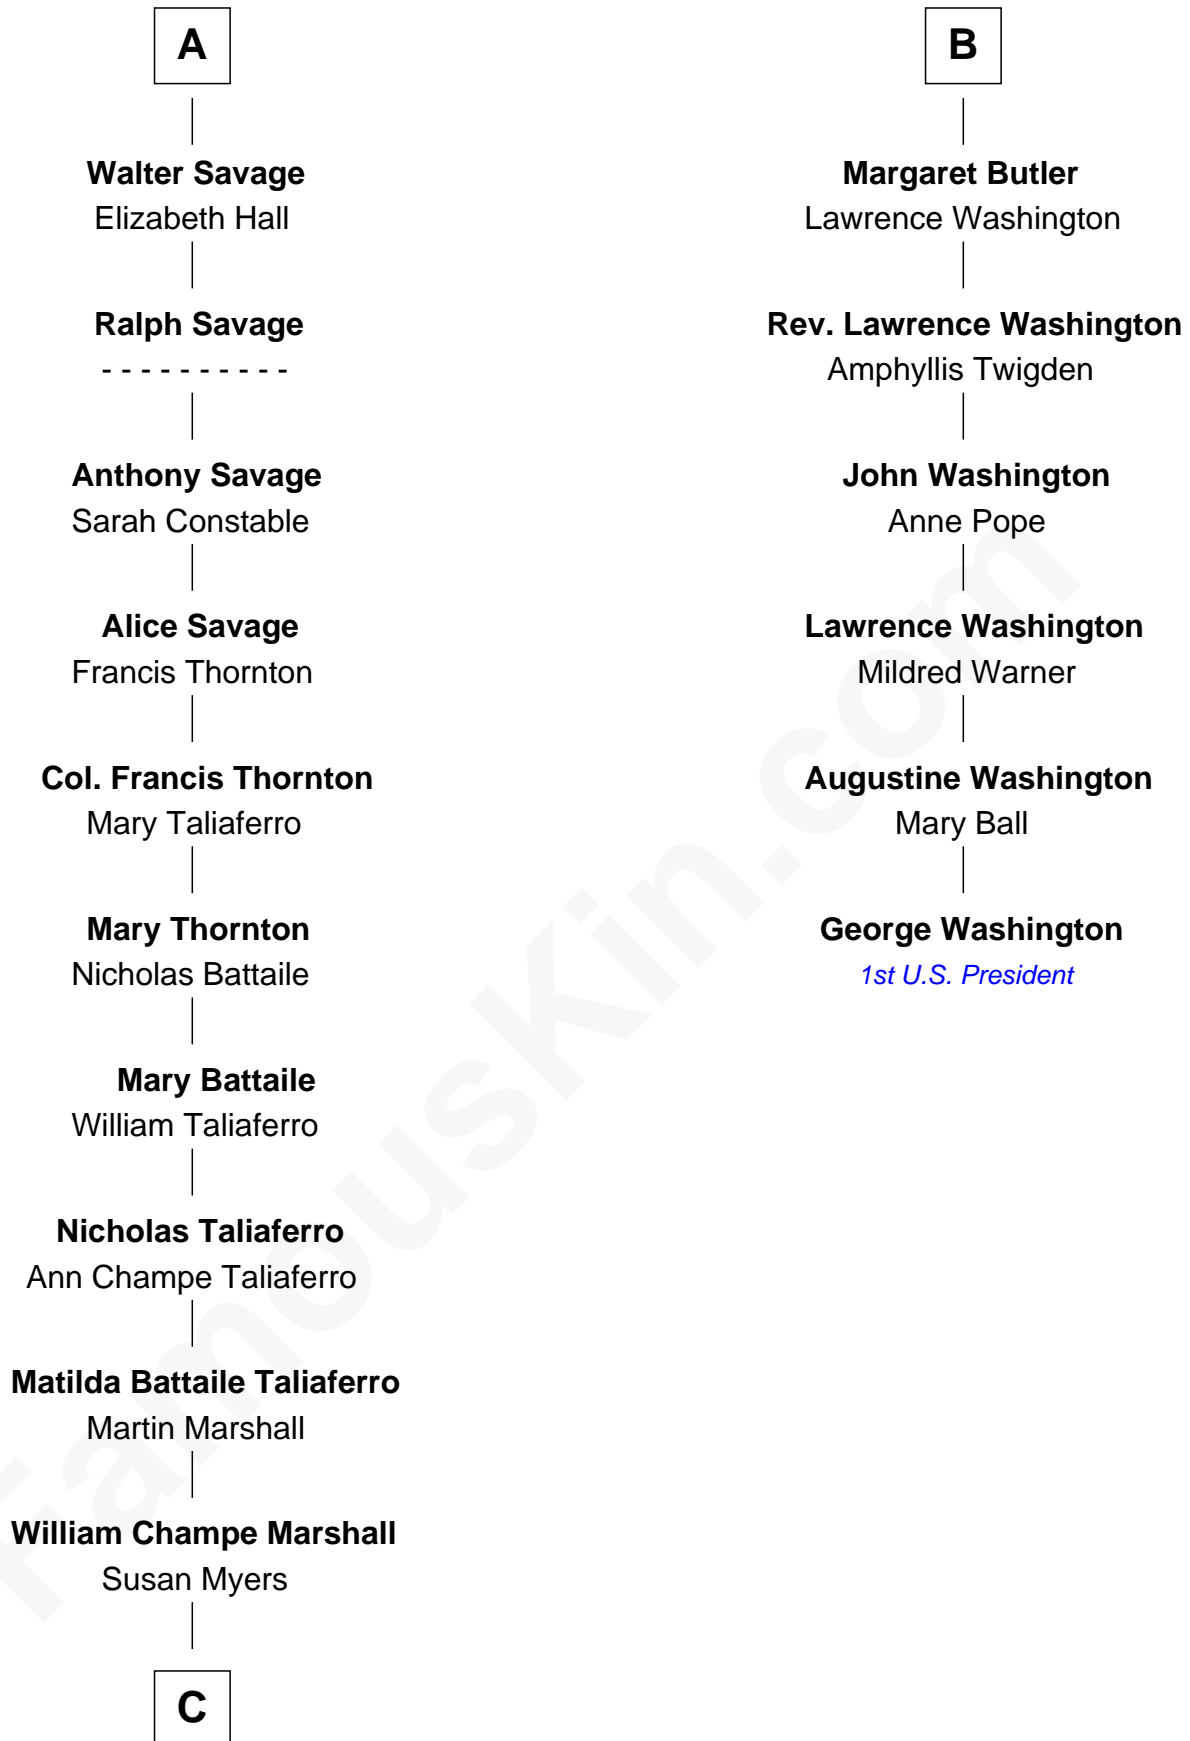 A
Walter Savage
Elizabeth Hall
Ralph Savage
- - - - - - - - - -
Anthony Savage
Sarah Constable
Alice Savage
Francis Thornton
Col. Francis Thornton
Mary Taliaferro
Mary Thornton
Nicholas Battaile
Mary Battaile
William Taliaferro
Nicholas Taliaferro
Ann Champe Taliaferro
Matilda Battaile Taliaferro
Martin Marshall
William Champe Marshall
Susan Myers
C
B
Margaret Butler
Lawrence Washington
Rev. Lawrence Washington
Amphyllis Twigden
John Washington
Anne Pope
Lawrence Washington
Mildred Warner
Augustine Washington
Mary Ball
George Washington
1st U.S. President
FamousKin.com